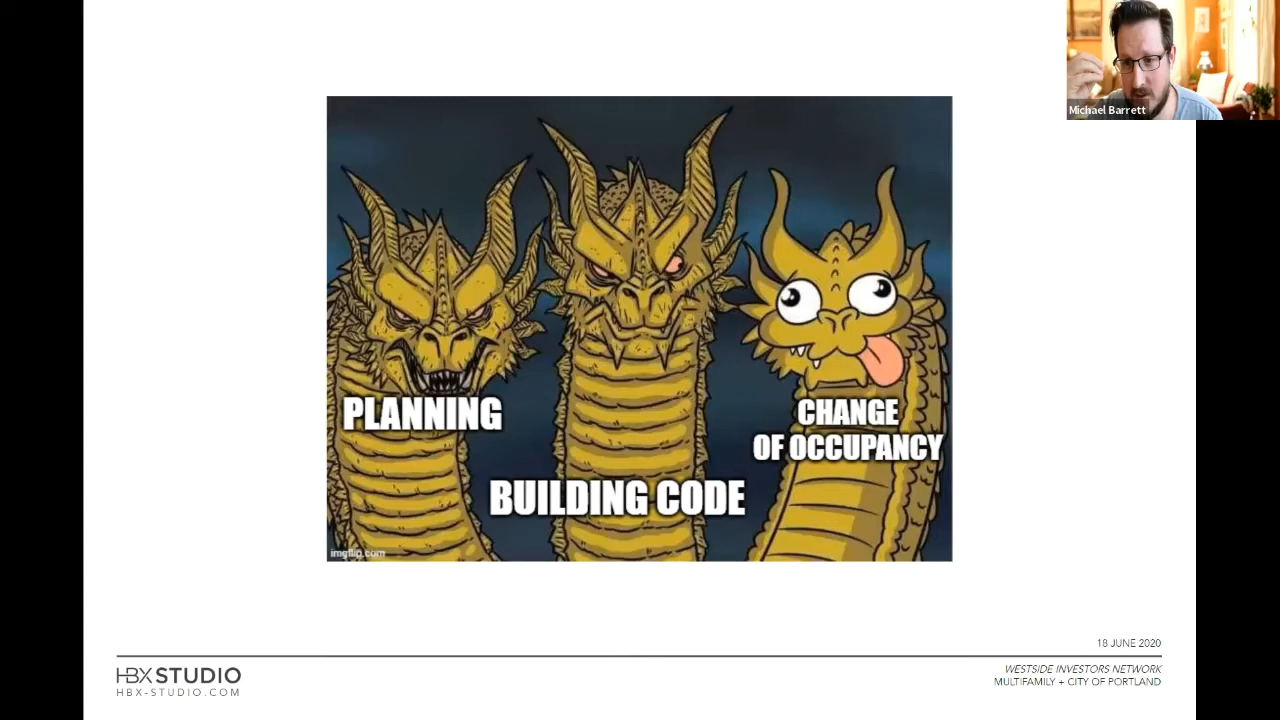 Michael Barrett
PLANNING
CHANGE
OF OCCUPANCY
BUILDING CODE
imgflip.com
18 JUNE 2020
HBX STUDIO
HBX-STUDIO.COM
WESTSIDE INVESTORS NETWORK
MULTIFAMILY + CITY OF PORTLAND